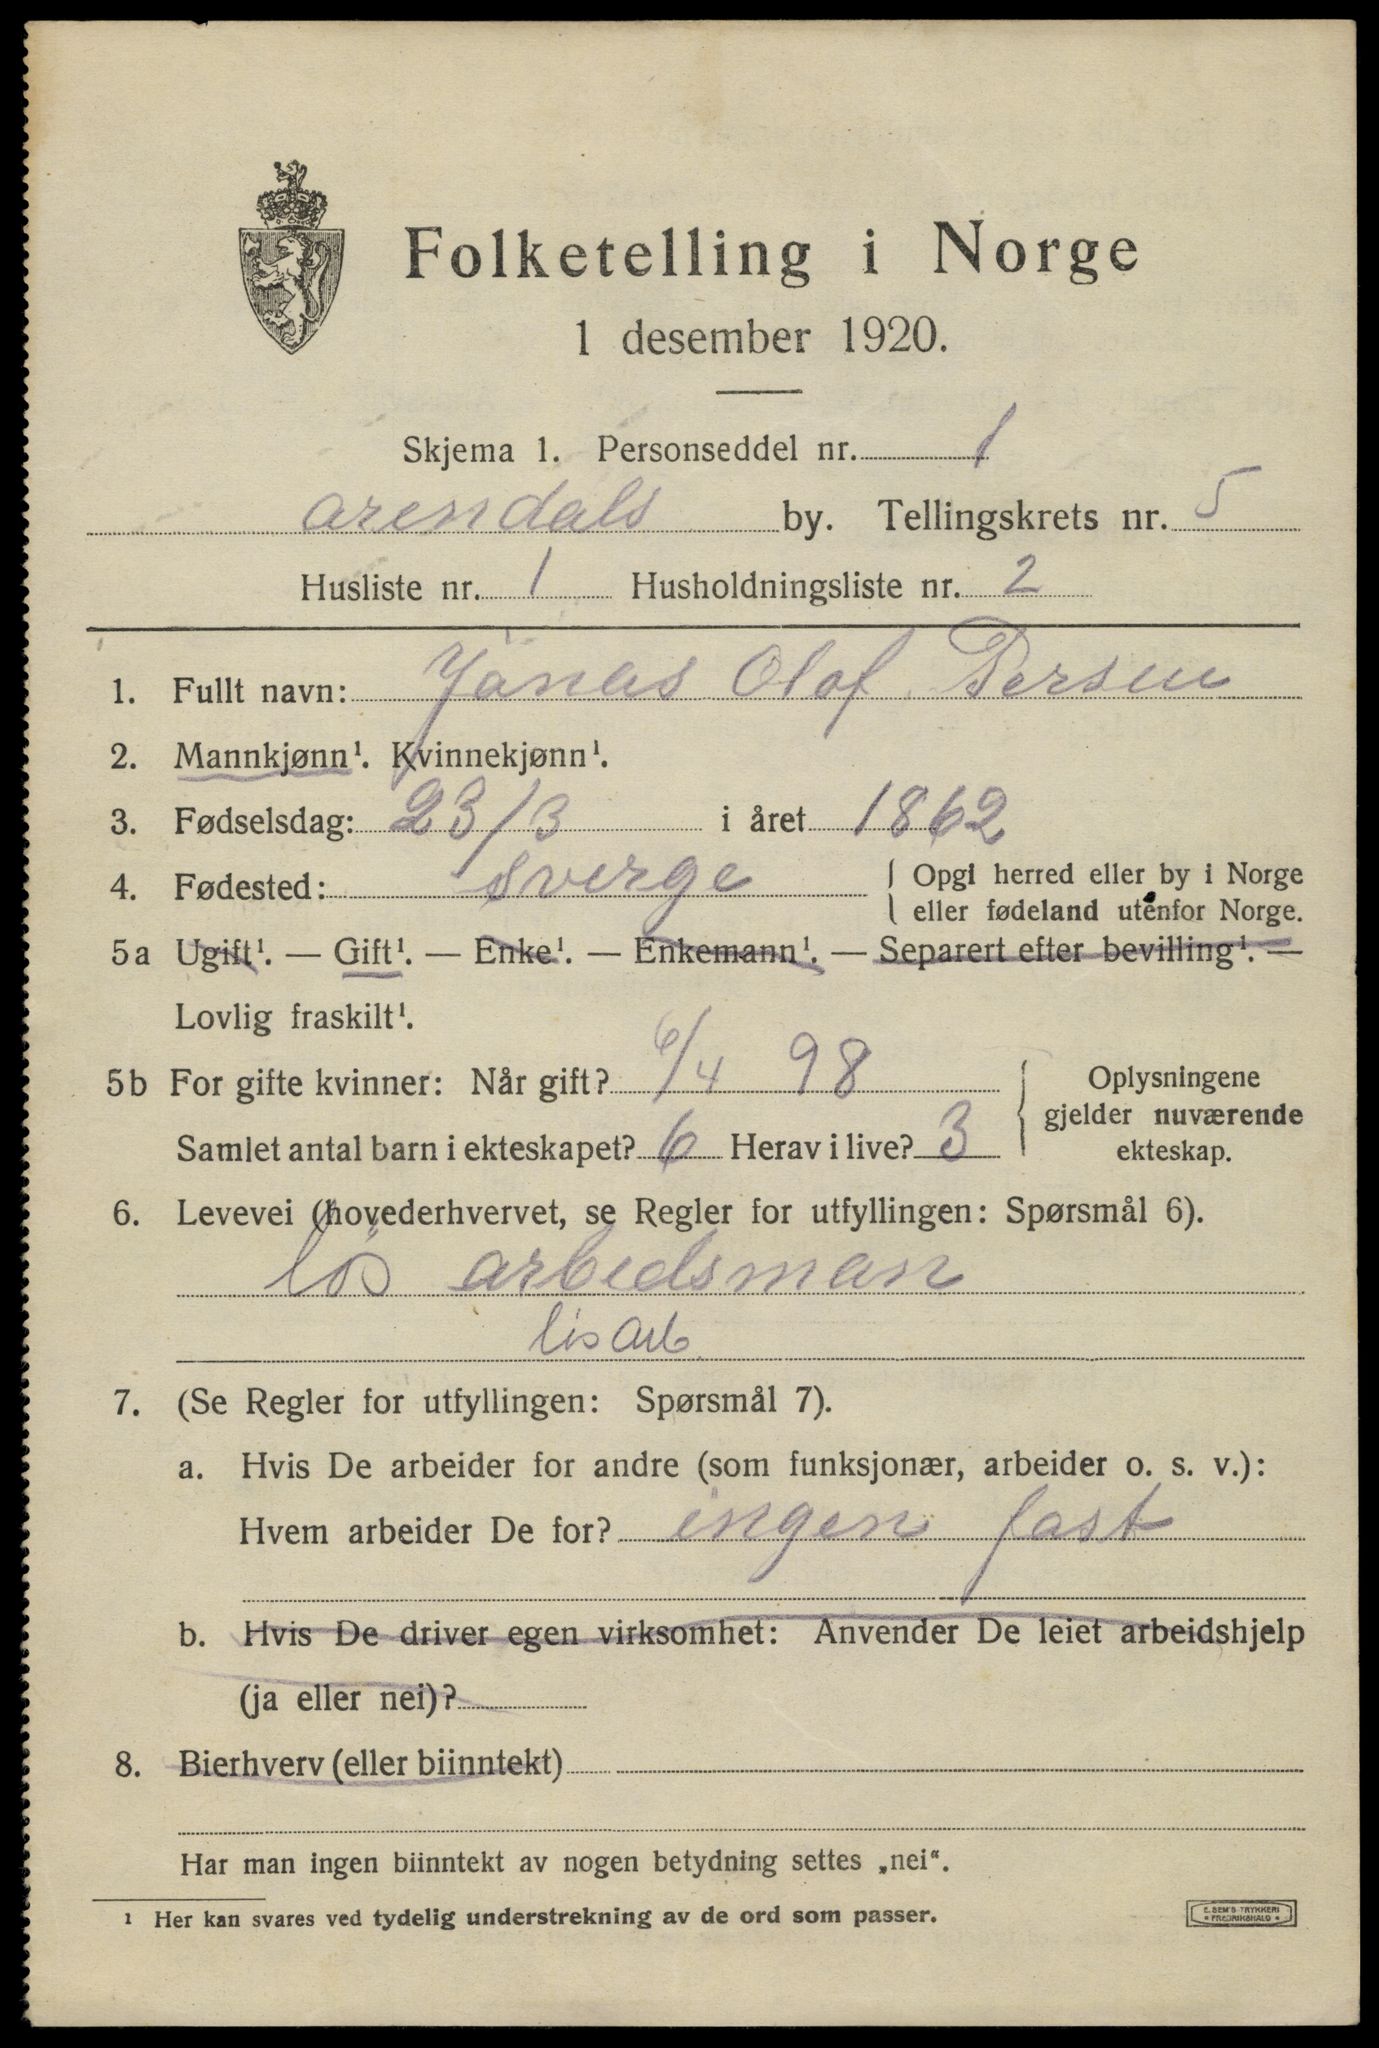 Folketelling i Norge
1 desember 1920.
Skjema 1. Personseddel nr. 1
arendals by. Tellingskrets nr. 5
Husliste nr. 1 Husholdningsliste nr. 2
1. Fullt navn: Jonas Olof Persen
2. Mannkjønn¹. Kvinnekjønn¹.
3. Fødselsdag: 23/3 i året 1862
4. Fødested: Sverge { Opgi herred eller by i Norge
eller fødeland utenfor Norge.
5a Ugift¹. — Gift¹. — Enke¹. — Enkemann¹. — Separert efter bevilling¹. —
Lovlig fraskilt¹.
5b For gifte kvinner: Når gift? 6/4 98
Samlet antal barn i ekteskapet? 6 Herav i live? 3
{ Oplysningene
gjelder nuværende
ekteskap.
6. Levevei (hovederhvervet, se Regler for utfyllingen: Spørsmål 6).
lös arbedsman
løsarb.
7. (Se Regler for utfyllingen: Spørsmål 7).
a. Hvis De arbeider for andre (som funksjonær, arbeider o. s. v.):
Hvem arbeider De for? ingen fast
b. Hvis De driver egen virksomhet: Anvender De leiet arbeidshjelp
(ja eller nei)?
8. Bierhverv (eller biinntekt)
Har man ingen biinntekt av nogen betydning settes „nei“.
¹ Her kan svares ved tydelig understrekning av de ord som passer.
E. SEM'S TRYKKERI
• FREDRIKSHALD •